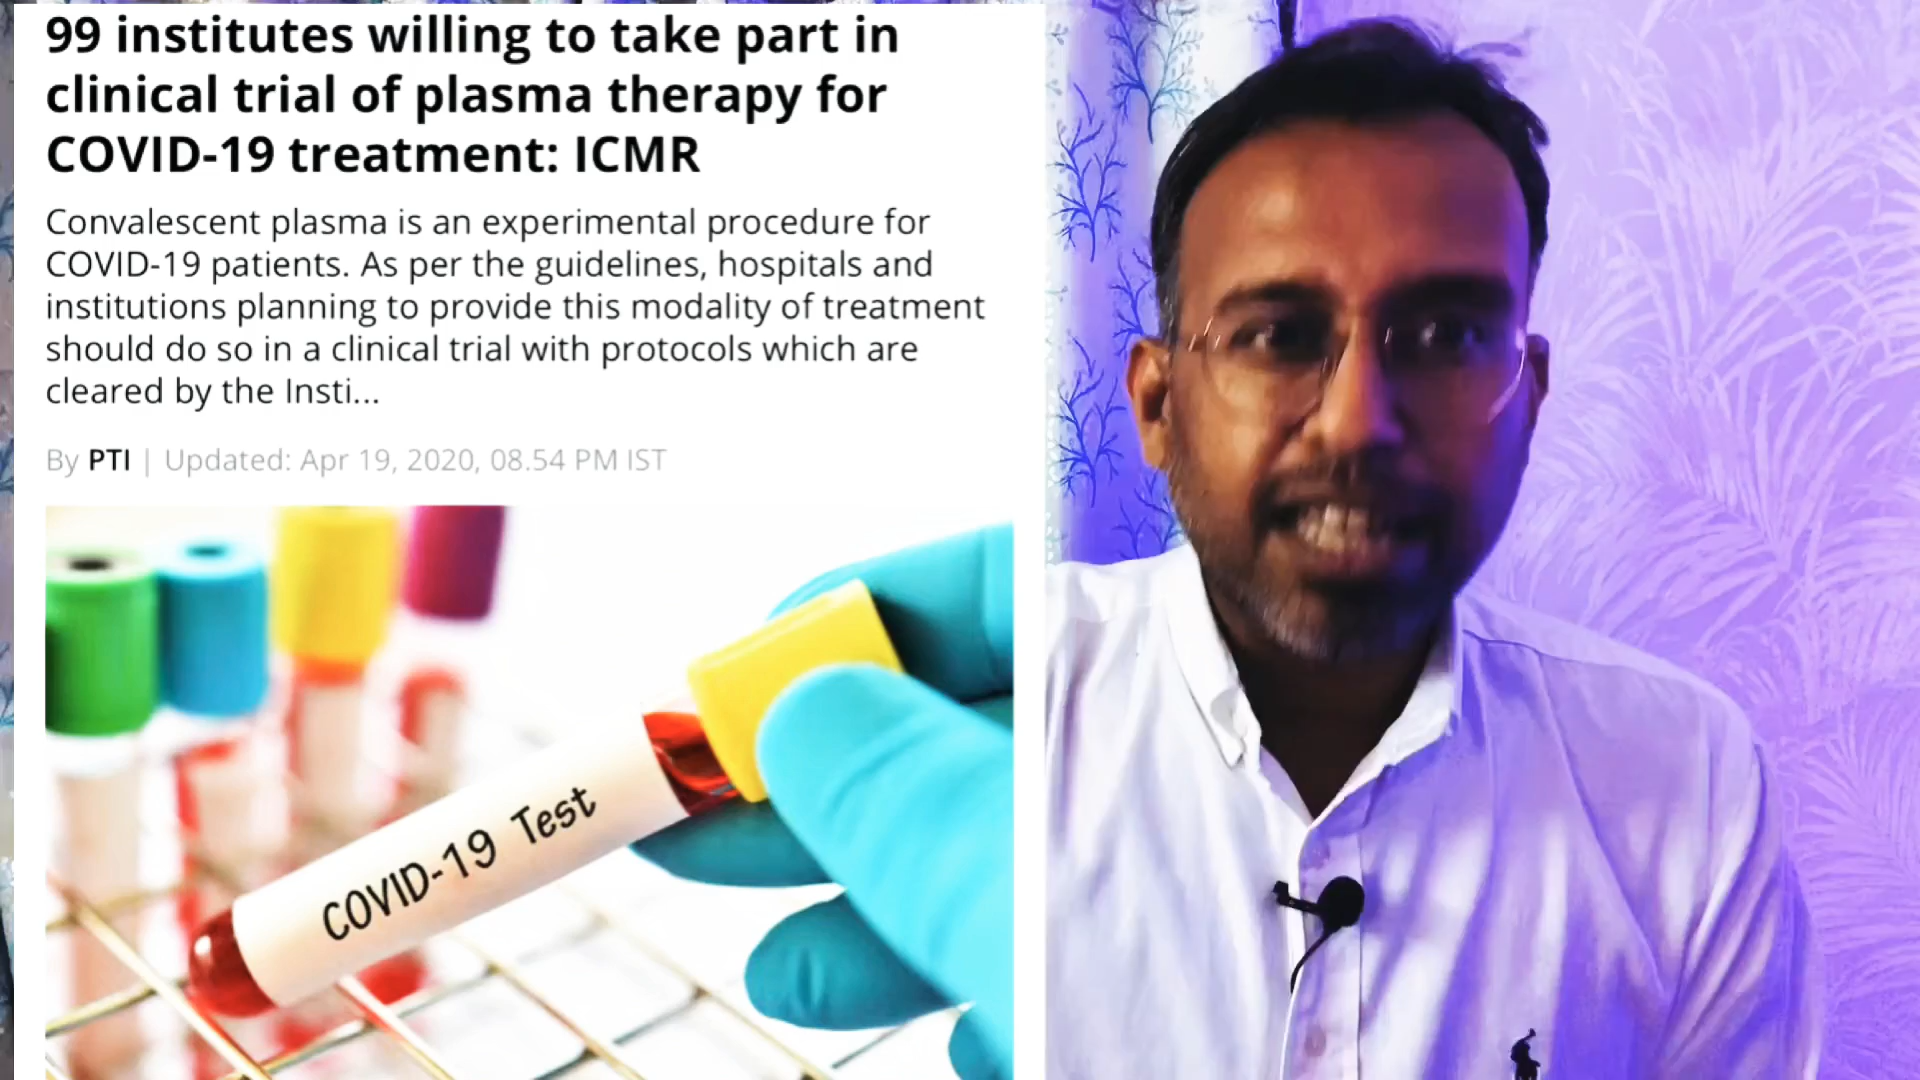 99 institutes willing to take part in
clinical trial of plasma therapy for
COVID-19 treatment: ICMR
Convalescent plasma is an experimental procedure for
COVID-19 patients. As per the guidelines, hospitals and
institutions planning to provide this modality of treatment
should do so in a clinical trial with protocols which are
cleared by the Insti...
By PTI | Updated: Apr 19, 2020, 08.54 PM IST
COVID-19 Test